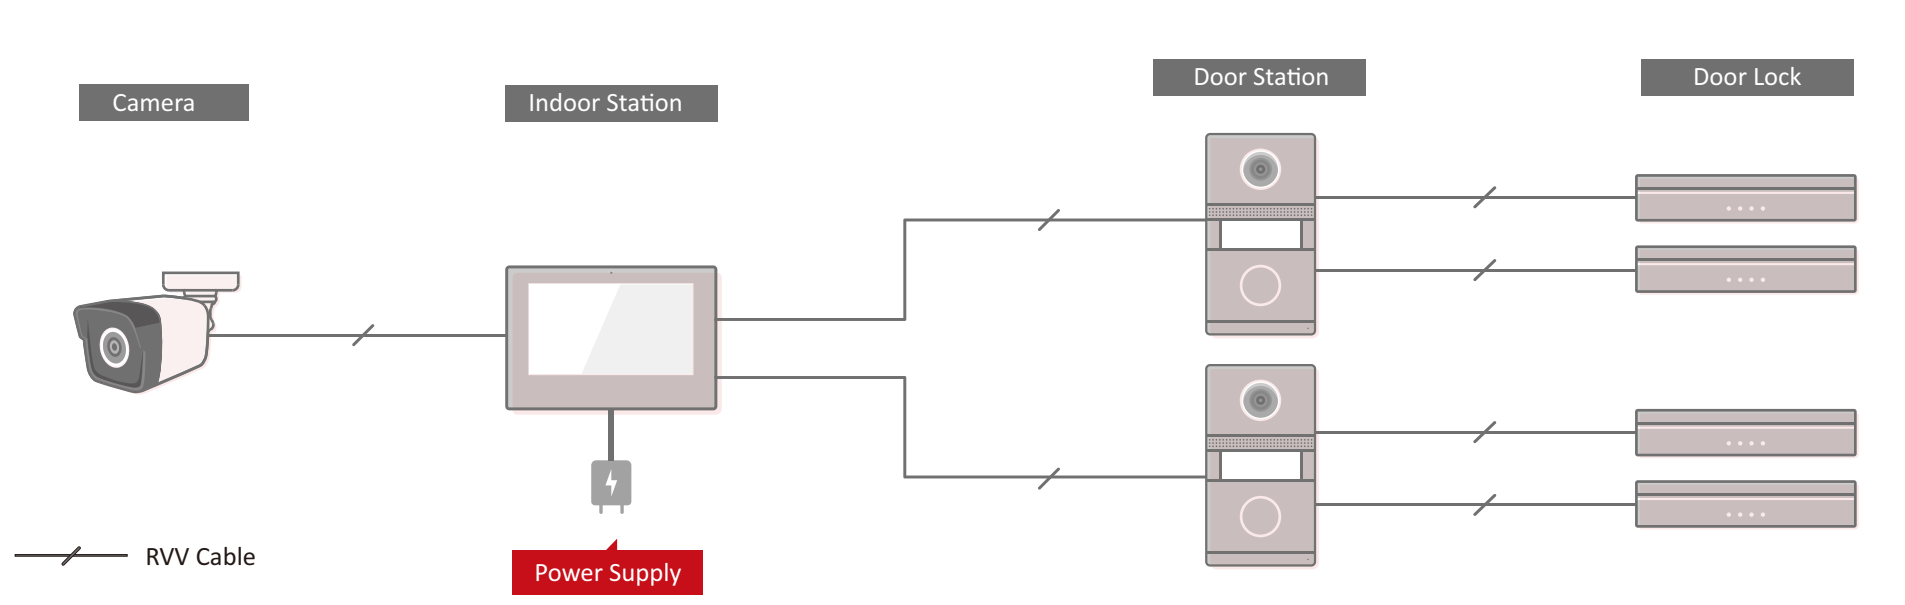 Camera
Indoor Station
Door Station
Door Lock
RVV Cable
Power Supply